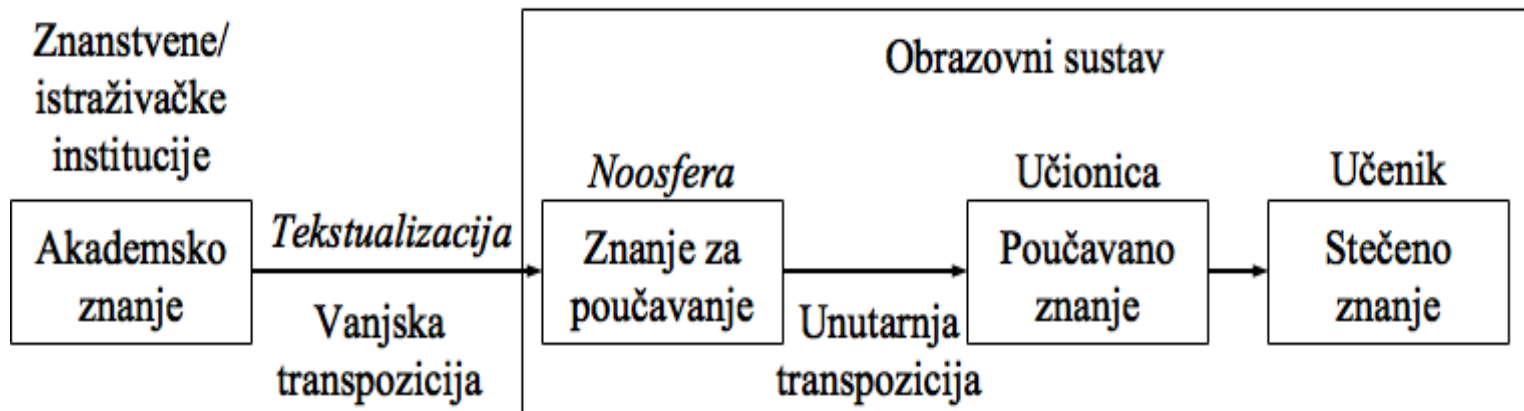 Znanstvene/
istraživačke
institucije
Akademsko
znanje
Tekstualizacija
Vanjska
transpozicija
Obrazovni sustav
Noosfera
Znanje za
poučavanje
Unutarnja
transpozicija
Učionica
Poučavano
znanje
Učenik
Stečeno
znanje